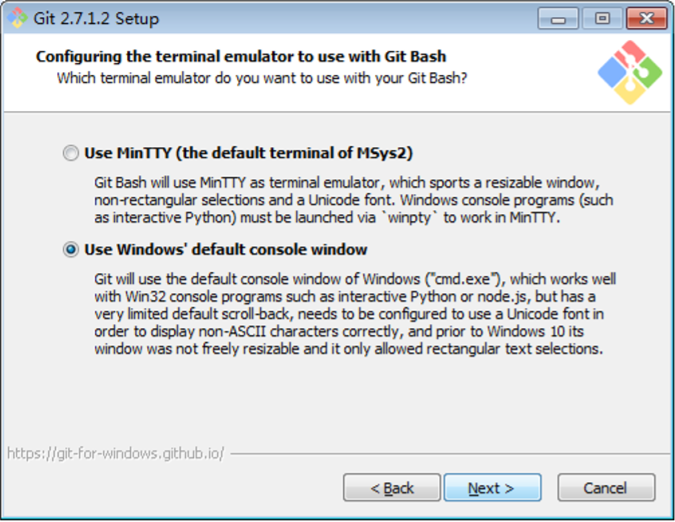 Git 2.7.1.2 Setup
Configuring the terminal emulator to use with Git Bash
Which terminal emulator do you want to use with your Git Bash?
Use MinTTY (the default terminal of MSys2)
Git Bash will use MinTTY as terminal emulator, which sports a resizable window,
non-rectangular selections and a Unicode font. Windows console programs (such
as interactive Python) must be launched via `winpty` to work in MinTTY.
Use Windows' default console window
Git will use the default console window of Windows ("cmd.exe"), which works well
with Win32 console programs such as interactive Python or node.js, but has a
very limited default scroll-back, needs to be configured to use a Unicode font in
order to display non-ASCII characters correctly, and prior to Windows 10 its
window was not freely resizable and it only allowed rectangular text selections.
https://git-for-windows.github.io/
< Back
Next >
Cancel